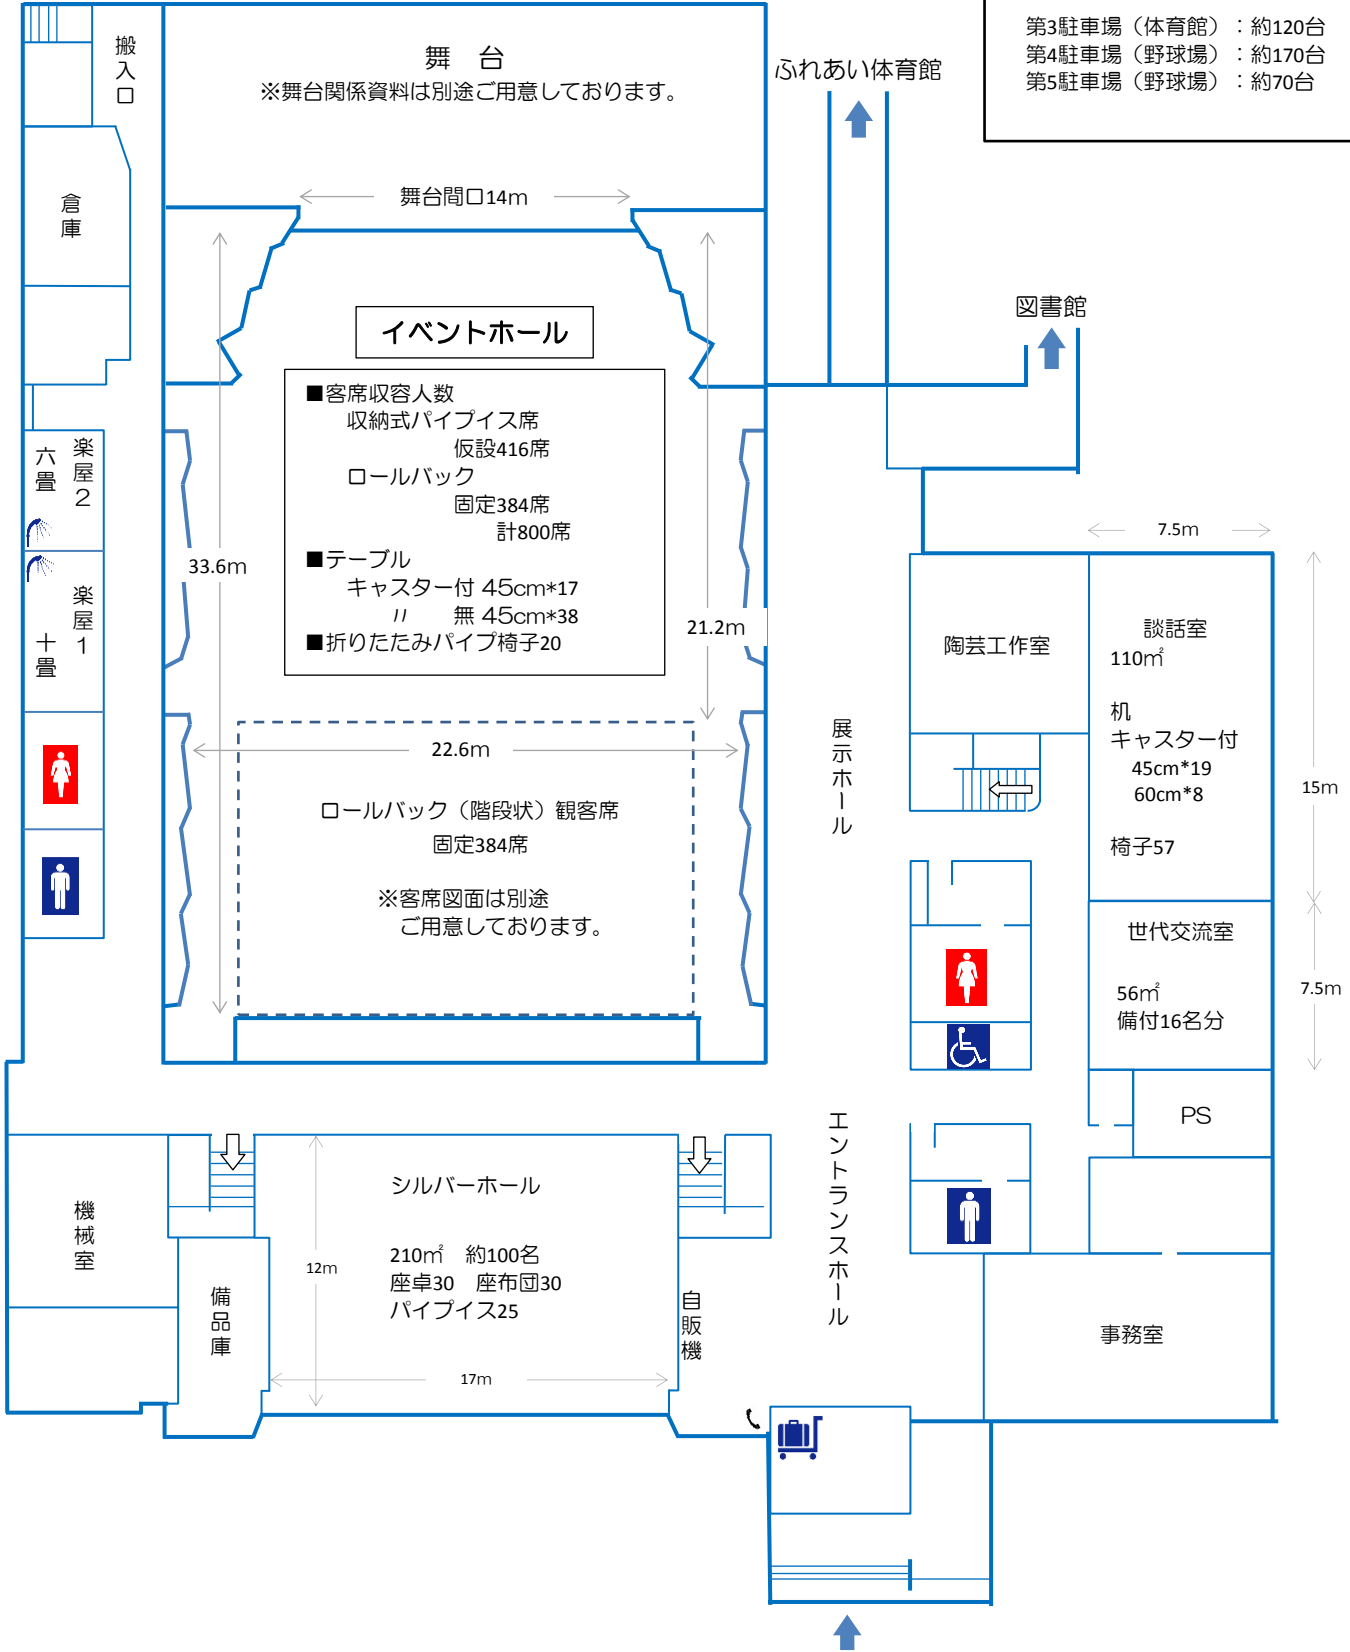 第3駐車場（体育館）：約120台
第4駐車場（野球場）：約170台
第5駐車場（野球場）：約70台
搬入口
舞　台
※舞台関係資料は別途ご用意しております。
ふれあい体育館
舞台間口14m
倉庫
図書館
イベントホール
■客席収容人数
収納式パイプイス席
仮設416席
ロールバック
固定384席
計800席
■テーブル
キャスター付 45cm*17
〃　無 45cm*38
■折りたたみパイプ椅子20
楽屋2
六畳
楽屋1
十畳
33.6m
21.2m
22.6m
ロールバック（階段状）観客席
固定384席
※客席図面は別途
ご用意しております。
展示ホール
7.5m
陶芸工作室
談話室
110㎡
机
キャスター付
45cm*19
60cm*8
椅子57
15m
世代交流室
56㎡
備付16名分
7.5m
PS
エントランスホール
機械室
備品庫
シルバーホール
210㎡　約100名
座卓30　座布団30
パイプイス25
12m
17m
自販機
事務室